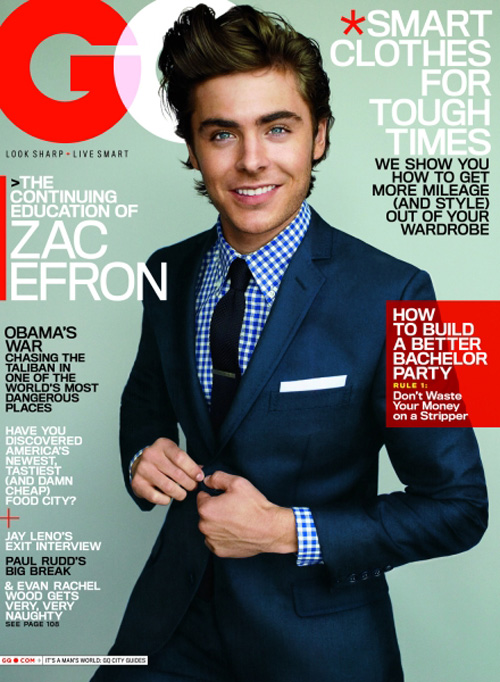 GQ
LOOK SHARP • LIVE SMART
*SMART
CLOTHES
FOR
TOUGH
TIMES
WE SHOW YOU
HOW TO GET
MORE MILEAGE
(AND STYLE)
OUT OF YOUR
WARDROBE
>THE
CONTINUING
EDUCATION OF
ZAC
EFRON
HOW
TO BUILD
A BETTER
BACHELOR
PARTY
RULE 1:
Don't Waste
Your Money
on a Stripper
OBAMA'S
WAR
CHASING THE
TALIBAN IN
ONE OF THE
WORLD'S MOST
DANGEROUS
PLACES
HAVE YOU
DISCOVERED
AMERICA'S
NEWEST,
TASTIEST
(AND DAMN
CHEAP)
FOOD CITY?
+
JAY LENO'S
EXIT INTERVIEW
PAUL RUDD'S
BIG BREAK
& EVAN RACHEL
WOOD GETS
VERY, VERY
NAUGHTY
SEE PAGE 108
GQ●COM > IT'S A MAN'S WORLD: GQ CITY GUIDES